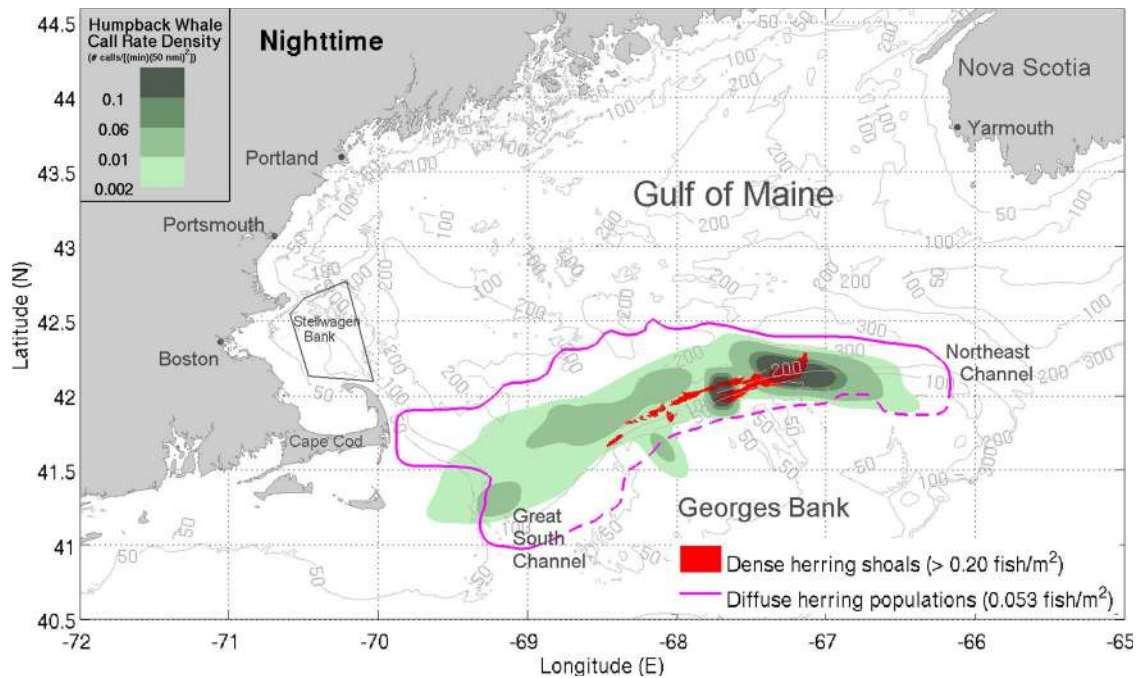 Humpback Whale
Call Rate Density
(# calls/[(min)(50 nmi)²])
0.1
0.06
0.01
0.002
Nighttime
Nova Scotia
Yarmouth
Portland
Gulf of Maine
Portsmouth
Stellwagen
Bank
Boston
Northeast
Channel
Cape Cod
Great
South
Channel
Georges Bank
Dense herring shoals (> 0.20 fish/m²)
Diffuse herring populations (0.053 fish/m²)
44.5
44
43.5
43
42.5
42
41.5
41
40.5
Latitude (N)
-72
-71
-70
-69
-68
-67
-66
-65
Longitude (E)